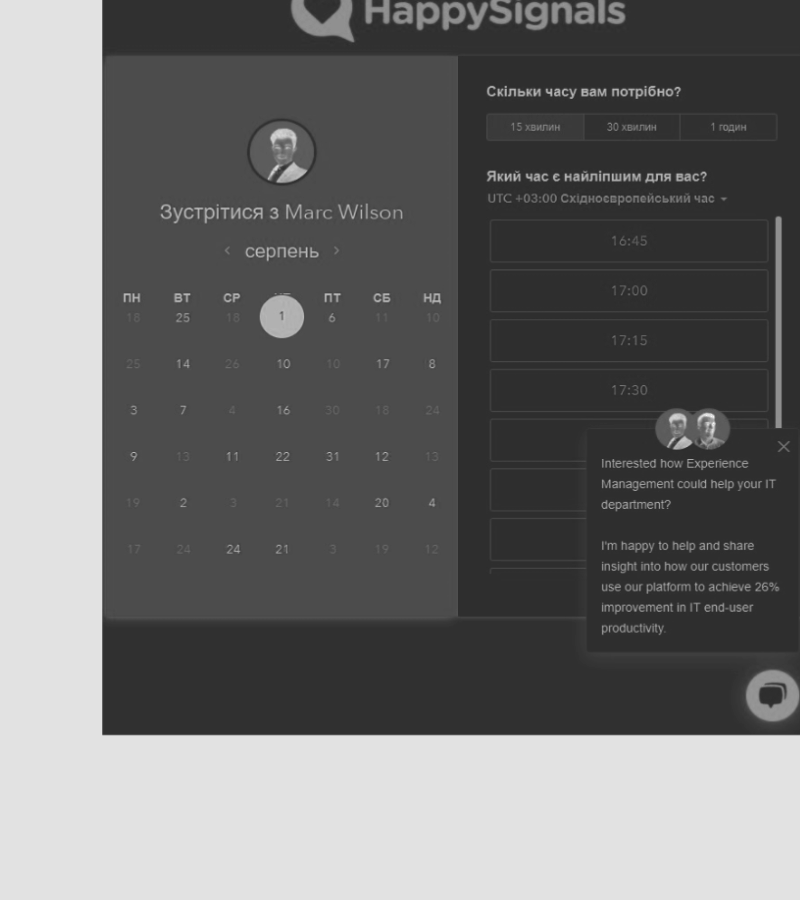 HappySignals
Зустрітися з Marc Wilson
серпень
ПН ВТ СР ПТ СБ НД
18 25 18 1 6 11 10
25 14 26 10 10 17 8
3 7 4 16 30 18 24
9 13 11 22 31 12 13
19 2 3 21 14 20 4
17 24 24 21 3 19 12
Скільки часу вам потрібно?
15 хвилин 30 хвилин 1 годин
Який час є найліпшим для вас?
UTC +03:00 Східноєвропейський час
16:45
17:00
17:15
17:30
Interested how Experience
Management could help your IT
department?
I'm happy to help and share
insight into how our customers
use our platform to achieve 26%
improvement in IT end-user
productivity.